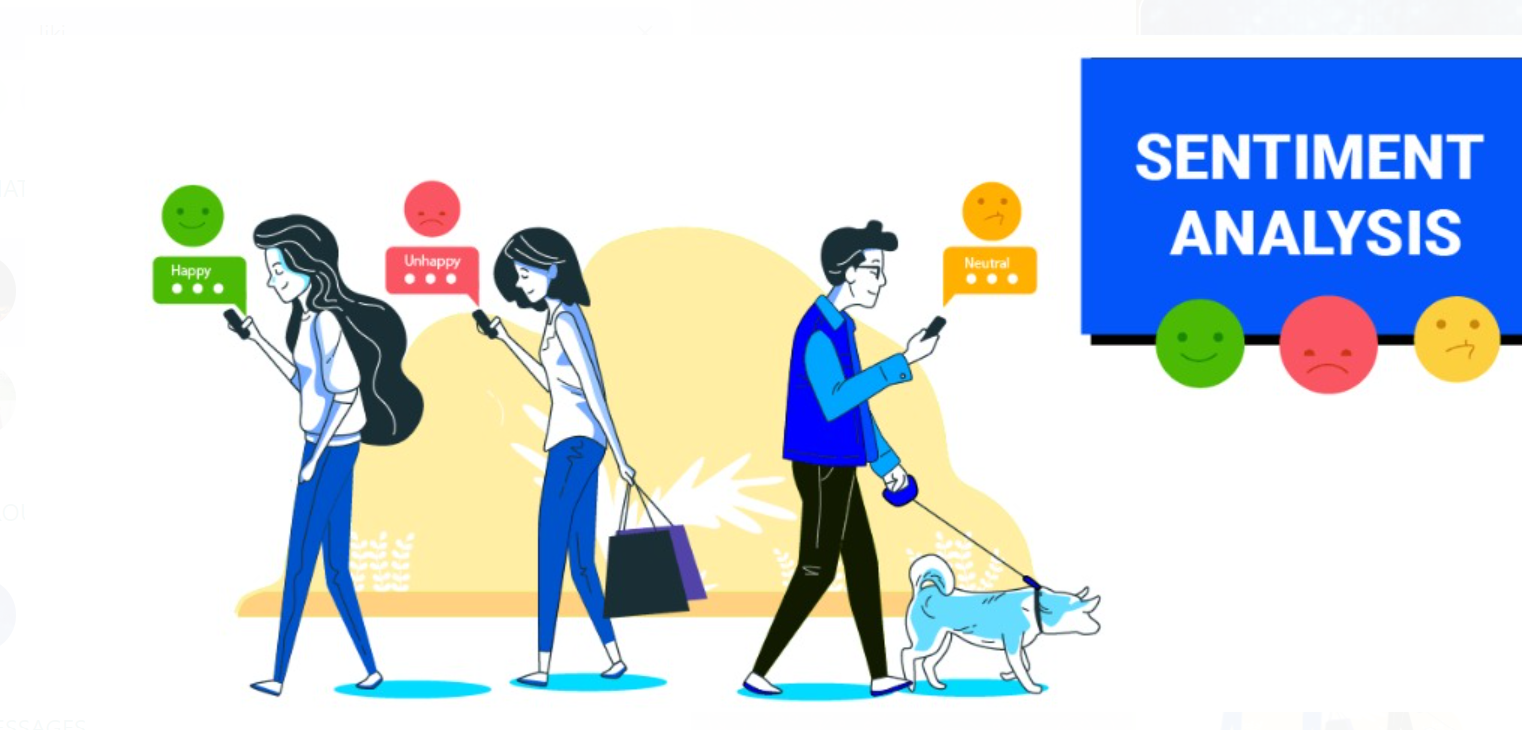 SENTIMENT
ANALYSIS
Happy
Unhappy
Neutral